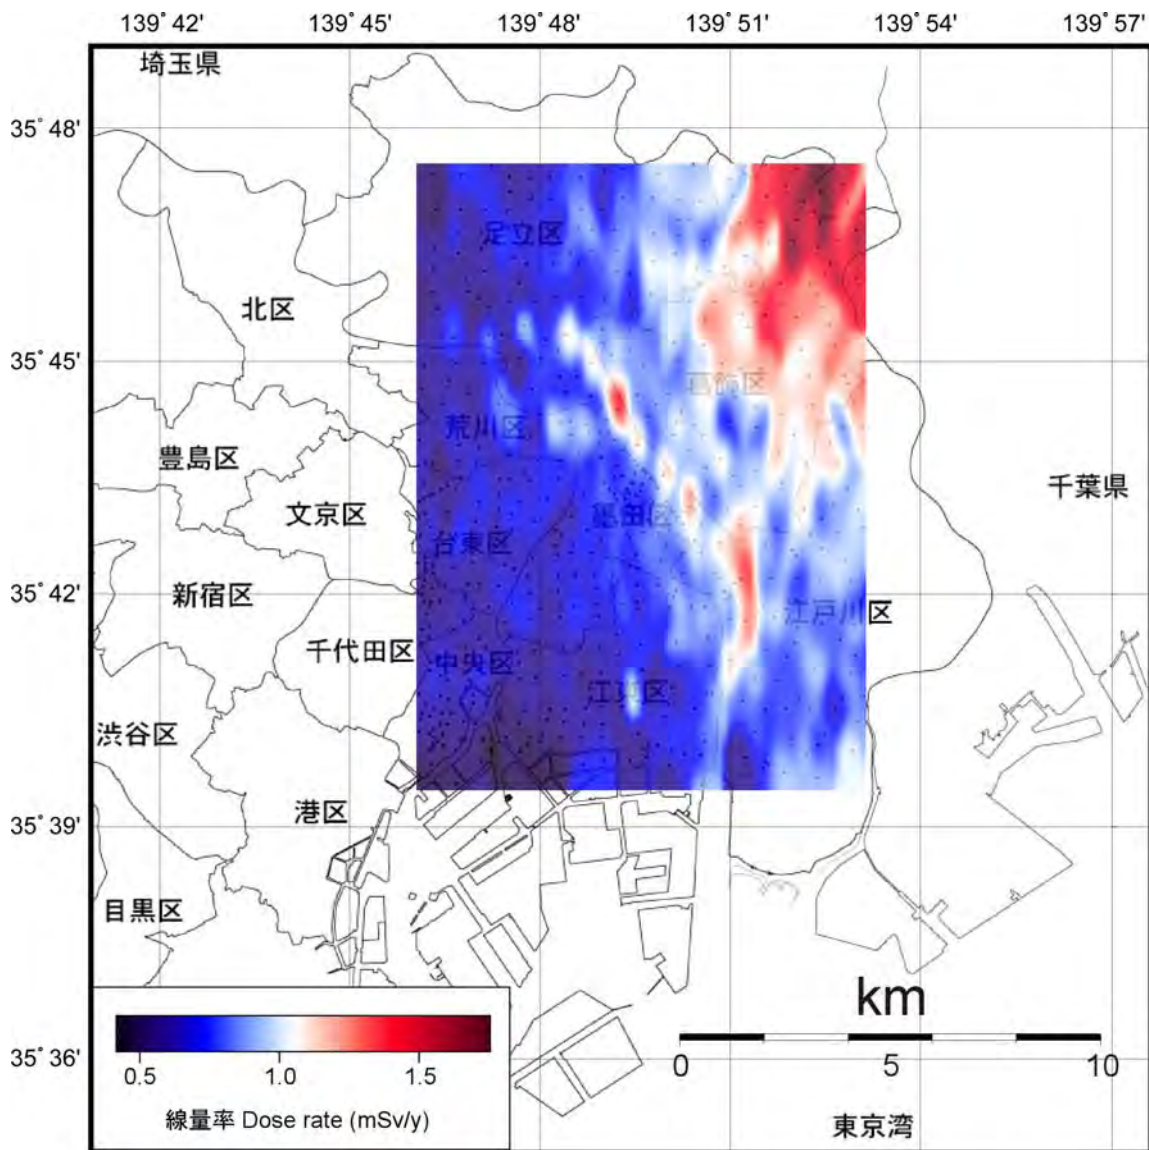 139° 42' 139° 45' 139° 48' 139° 51' 139° 54' 139° 57'
埼玉県
35° 48'
足立区
北区
35° 45'
葛飾区
荒川区
豊島区
千葉県
文京区
墨田区
台東区
35° 42'
新宿区
江戸川区
千代田区
中央区
江東区
渋谷区
35° 39'
港区
目黒区
km
0 5 10
35° 36'
0.5 1.0 1.5
線量率 Dose rate (mSv/y)
東京湾